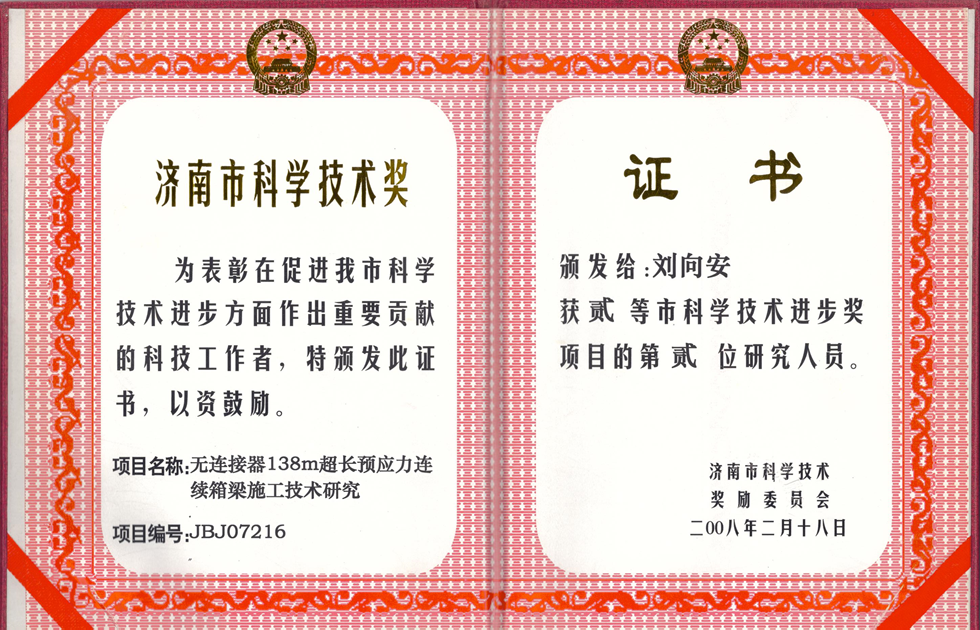 济南市科学技术奖
为表彰在促进我市科学
技术进步方面作出重要贡献
的科技工作者，特颁发此证
书，以资鼓励。
项目名称:无连接器138m超长预应力连
续箱梁施工技术研究
项目编号:JBJ07216
证 书
颁发给:刘向安
获贰 等市科学技术进步奖
项目的第 贰 位研究人员。
济南市科学技术
奖励委员会
二00八年二月十八日